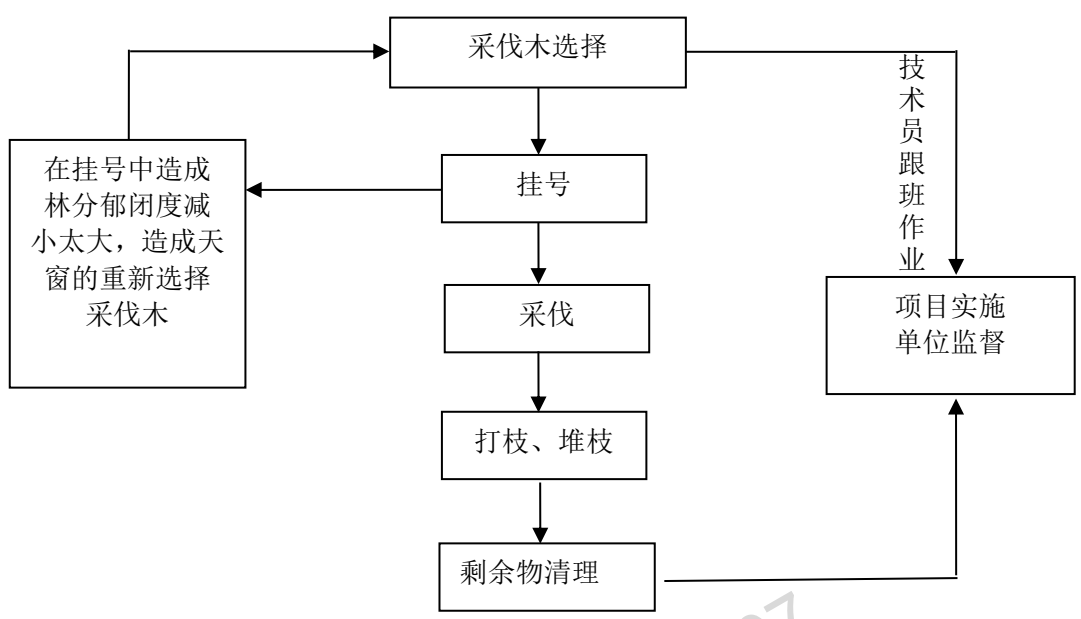 采伐木选择
技术员跟班作业
在挂号中造成
林分郁闭度减
小太大，造成天
窗的重新选择
采伐木
挂号
采伐
项目实施
单位监督
打枝、堆枝
剩余物清理